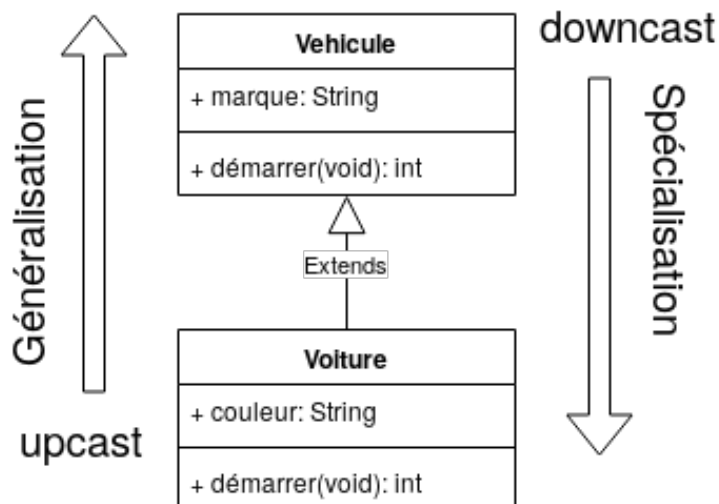 Vehicule
+ marque: String
+ démarrer(void): int
Extends
Voiture
+ couleur: String
+ démarrer(void): int
Généralisation
upcast
downcast
Spécialisation